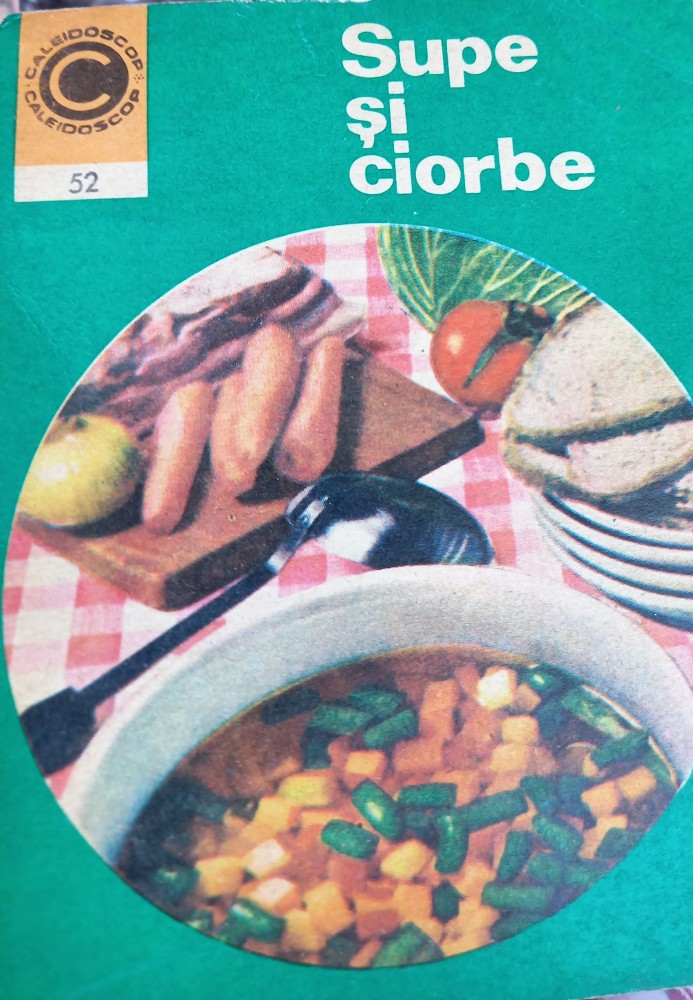 CALEIDOSCOP
C
CALEIDOSCOP
52
Supe
și
ciorbe